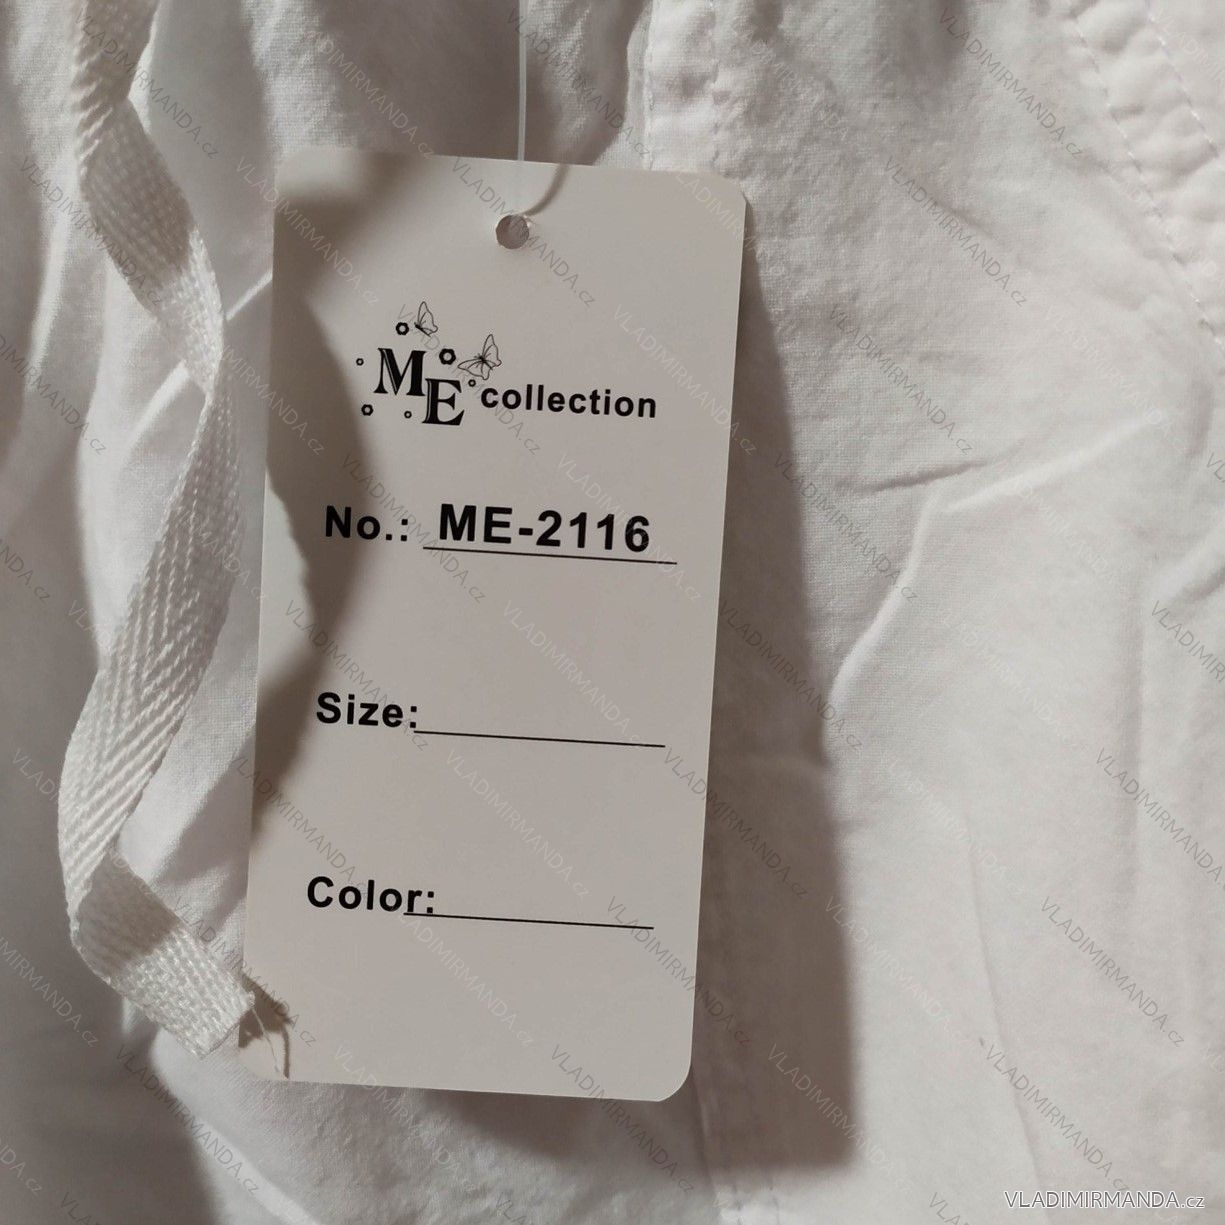 ME collection
No.: ME-2116
Size:
Color:
VLADIMIRMANDA.cz